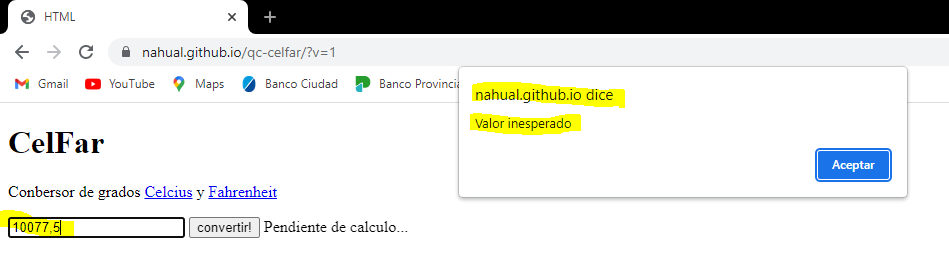 HTML
nahual.github.io/qc-celfar/?v=1
Gmail YouTube Maps Banco Ciudad Banco Provincia
nahual.github.io dice
Valor inesperado
Aceptar
CelFar
Conbersor de grados Celcius y Fahrenheit
10077,5 convertir! Pendiente de calculo...